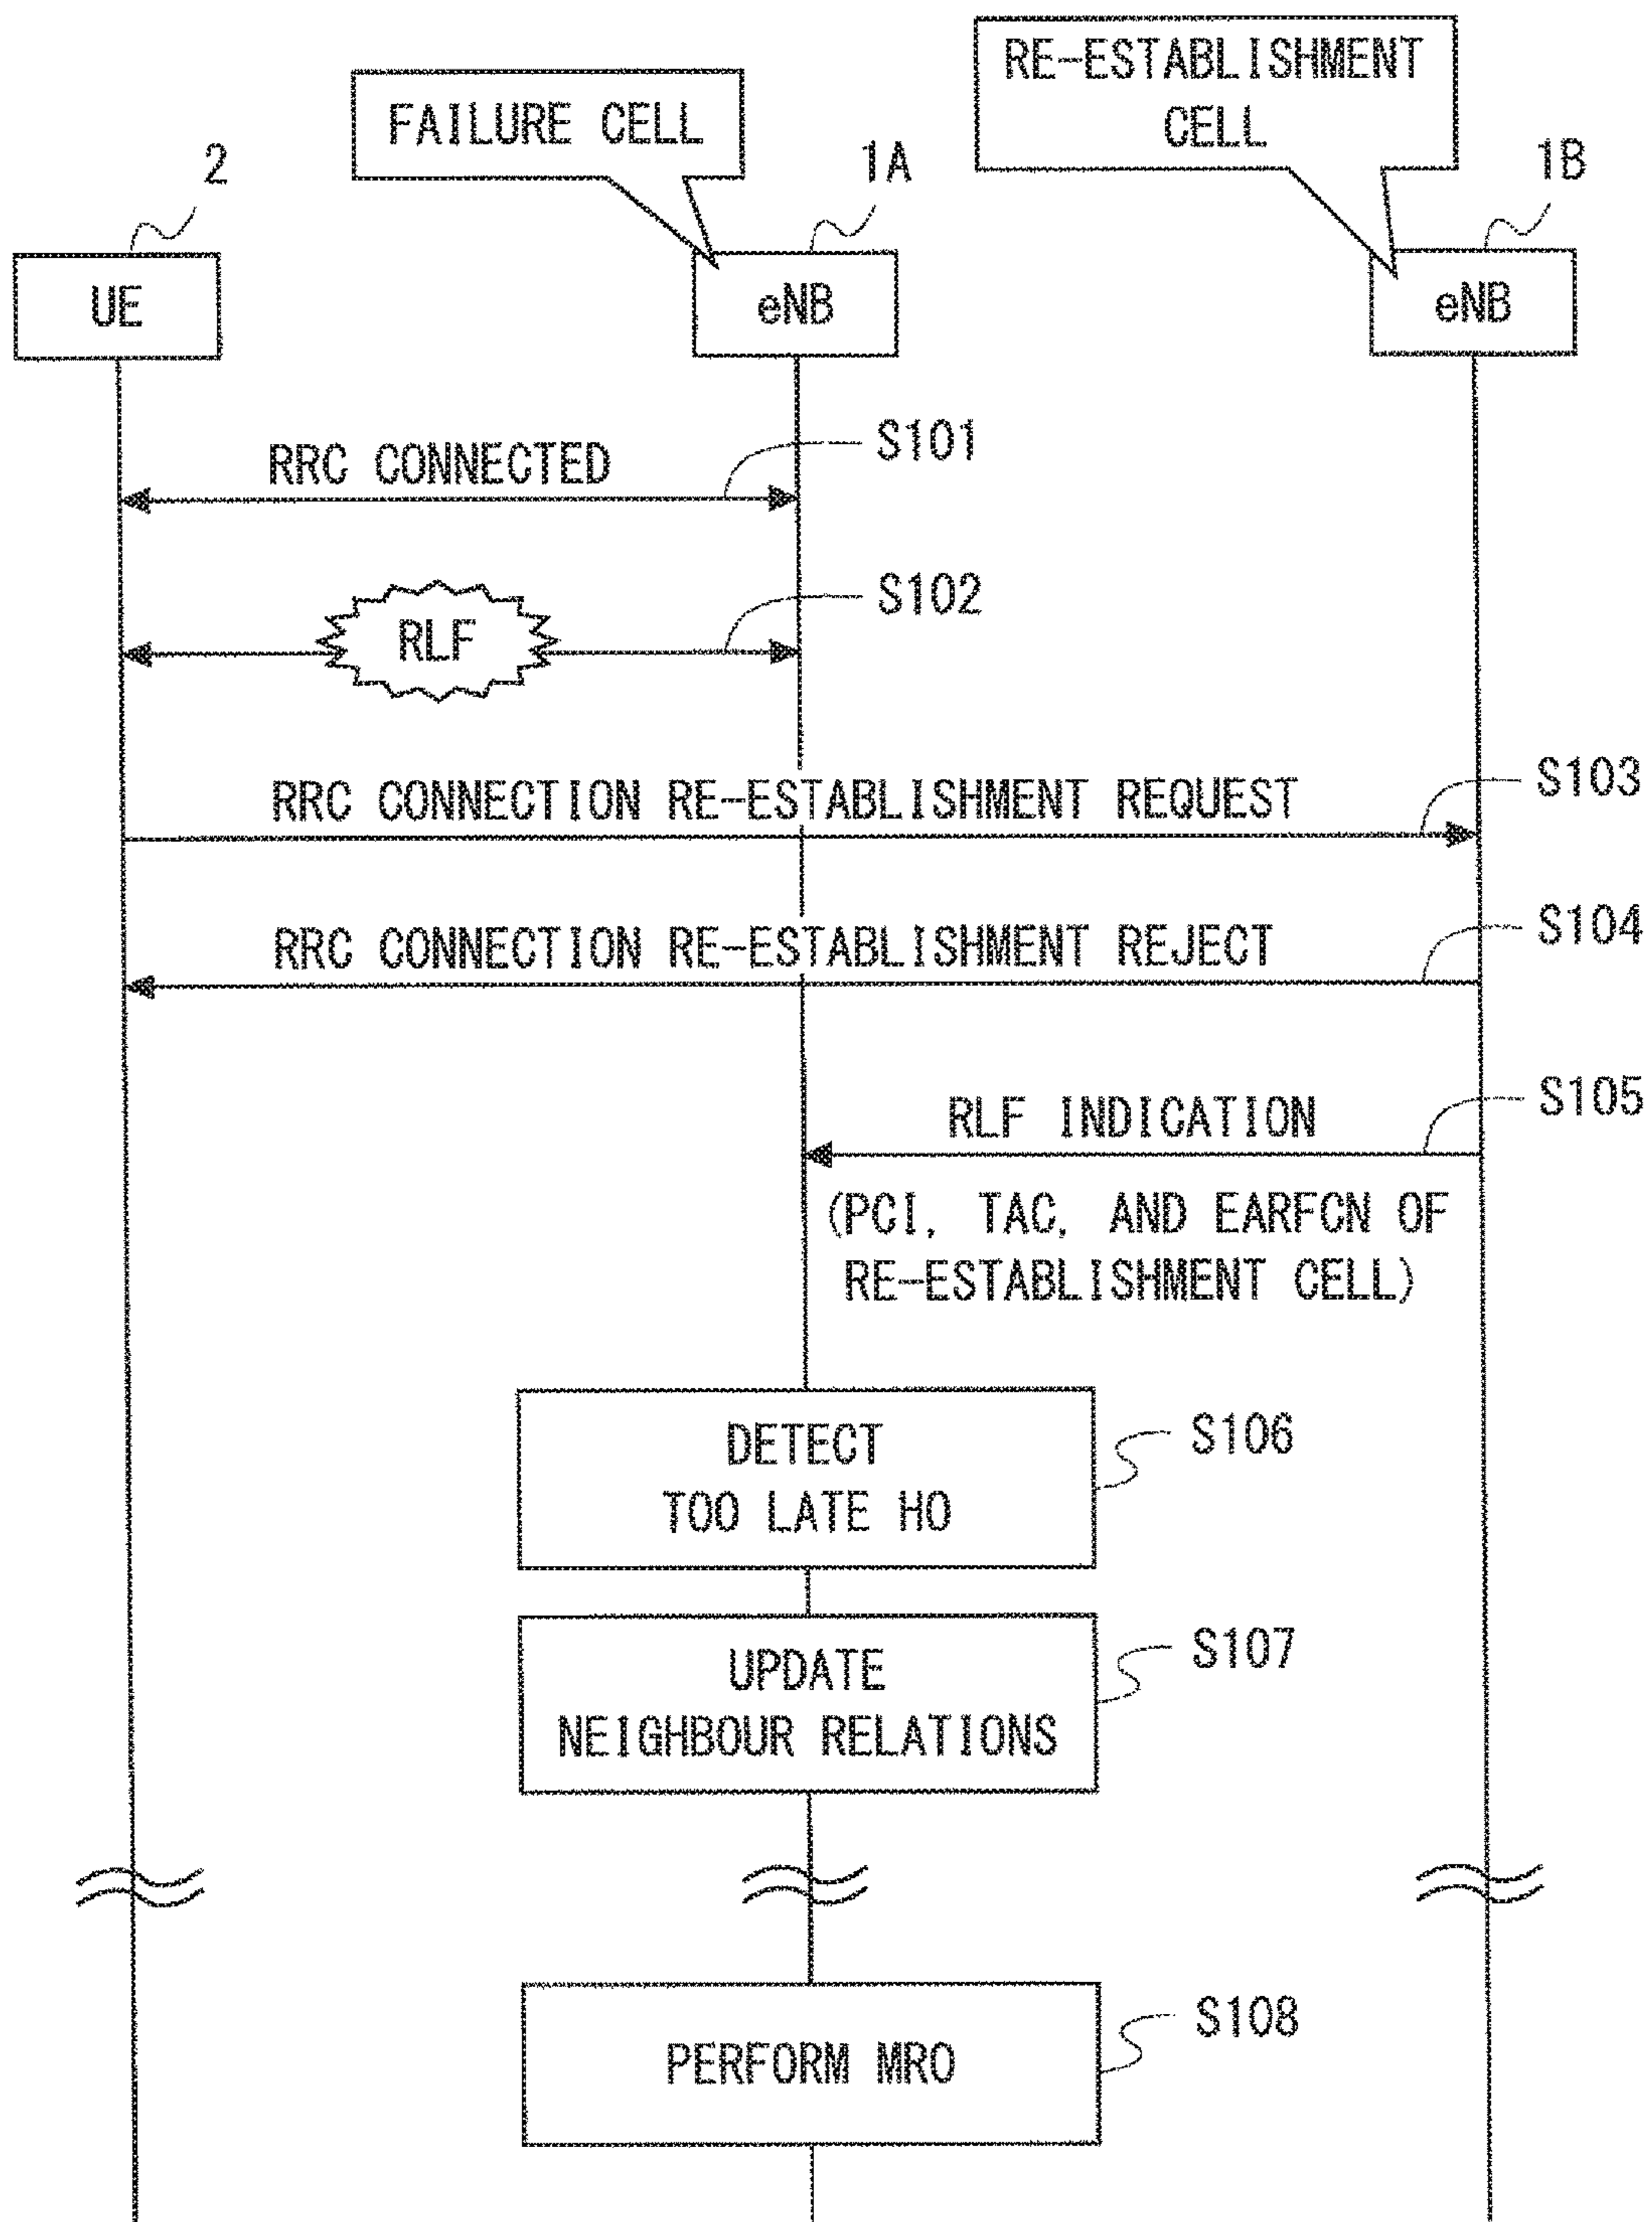 RE-ESTABLISHMENT
CELL
FAILURE CELL
2
1A
1B
UE
eNB
eNB
RRC CONNECTED
S101
RLF
S102
RRC CONNECTION RE-ESTABLISHMENT REQUEST
S103
RRC CONNECTION RE-ESTABLISHMENT REJECT
S104
RLF INDICATION
S105
(PCI, TAC, AND EARFCN OF
RE-ESTABLISHMENT CELL)
DETECT
TOO LATE HO
S106
UPDATE
NEIGHBOUR RELATIONS
S107
PERFORM MRO
S108